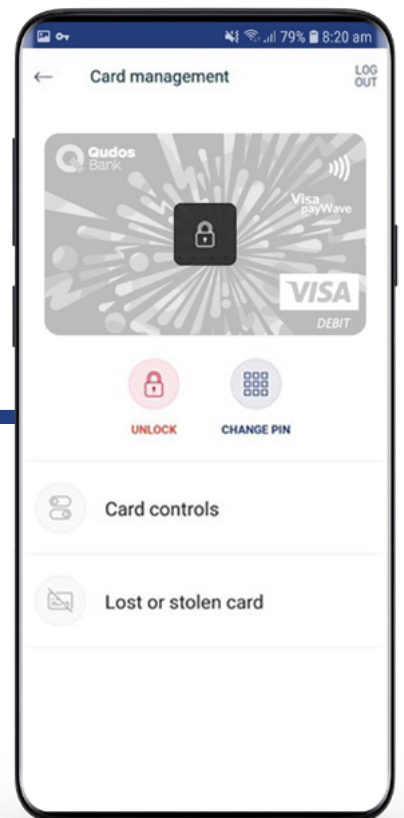 79% 8:20 am
← Card management
LOG
OUT
Qudos
Bank
Visa
payWave
VISA
DEBIT
UNLOCK
CHANGE PIN
Card controls
Lost or stolen card